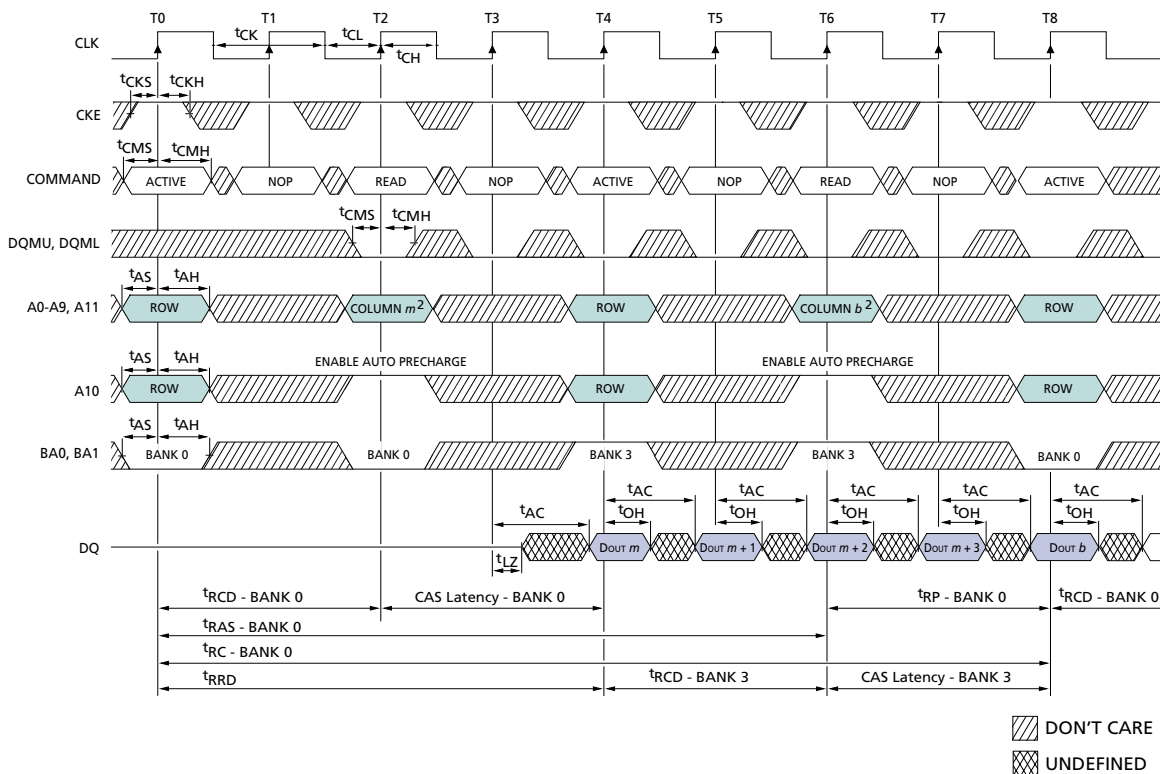 T0 T1 T2 T3 T4 T5 T6 T7 T8
CLK
tCK tCL
tCH
tCKS tCKH
CKE
tCMS tCMH
COMMAND ACTIVE NOP READ NOP ACTIVE NOP READ NOP ACTIVE
tCMS tCMH
DQMU, DQML
tAS tAH
A0-A9, A11 ROW COLUMN m2 ROW COLUMN b2 ROW
tAS tAH ENABLE AUTO PRECHARGE ENABLE AUTO PRECHARGE
A10 ROW ROW ROW
tAS tAH
BA0, BA1 BANK 0 BANK 0 BANK 3 BANK 3 BANK 0
tAC tAC tAC tAC tAC tAC
tOH tOH tOH tOH tOH
DQ DOUT m DOUT m + 1 DOUT m + 2 DOUT m + 3 DOUT b
tLZ
tRCD - BANK 0 CAS Latency - BANK 0 tRP - BANK 0 tRCD - BANK 0
tRAS - BANK 0
tRC - BANK 0
tRRD tRCD - BANK 3 CAS Latency - BANK 3
DON'T CARE
UNDEFINED